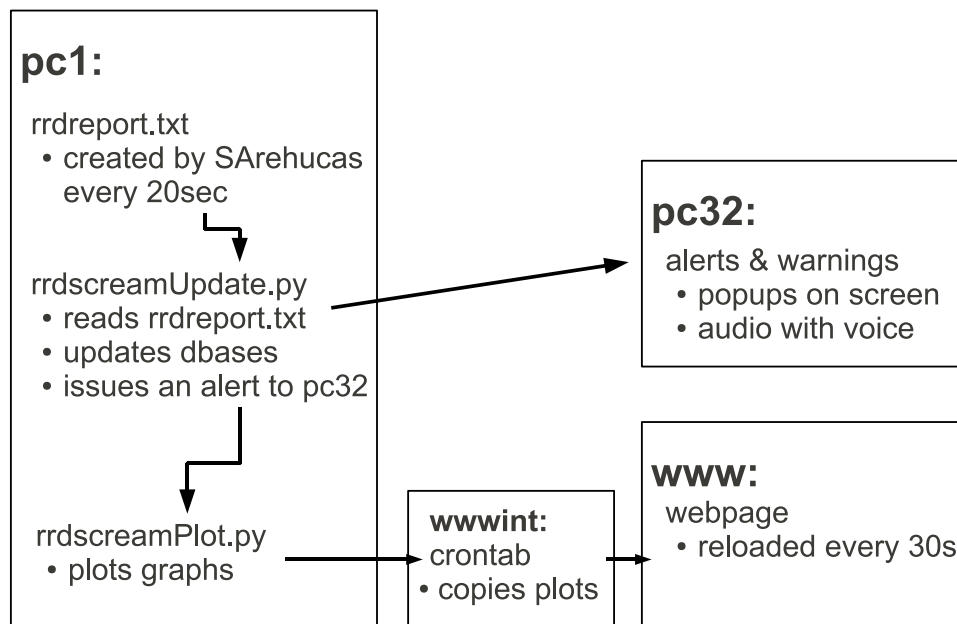 pc1:
rrdreport.txt
• created by SArehucas
every 20sec
rrdscreamUpdate.py
• reads rrdreport.txt
• updates dbases
• issues an alert to pc32
rrdscreamPlot.py
• plots graphs
pc32:
alerts & warnings
• popups on screen
• audio with voice
wwwint:
crontab
• copies plots
www:
webpage
• reloaded every 30s